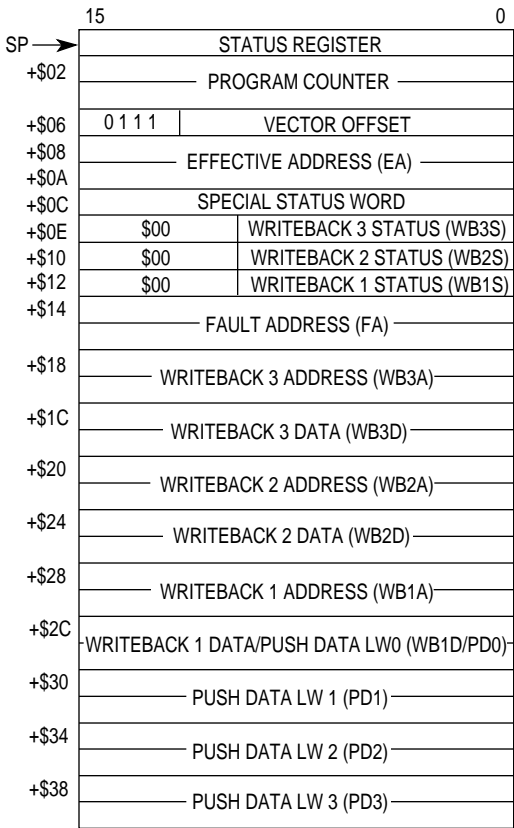 15 0
SP STATUS REGISTER
+$02 PROGRAM COUNTER
+$06 0 1 1 1 VECTOR OFFSET
+$08 EFFECTIVE ADDRESS (EA)
+$0A
+$0C SPECIAL STATUS WORD
+$0E $00 WRITEBACK 3 STATUS (WB3S)
+$10 $00 WRITEBACK 2 STATUS (WB2S)
+$12 $00 WRITEBACK 1 STATUS (WB1S)
+$14 FAULT ADDRESS (FA)
+$18 WRITEBACK 3 ADDRESS (WB3A)
+$1C WRITEBACK 3 DATA (WB3D)
+$20 WRITEBACK 2 ADDRESS (WB2A)
+$24 WRITEBACK 2 DATA (WB2D)
+$28 WRITEBACK 1 ADDRESS (WB1A)
+$2C WRITEBACK 1 DATA/PUSH DATA LW0 (WB1D/PD0)
+$30 PUSH DATA LW 1 (PD1)
+$34 PUSH DATA LW 2 (PD2)
+$38 PUSH DATA LW 3 (PD3)